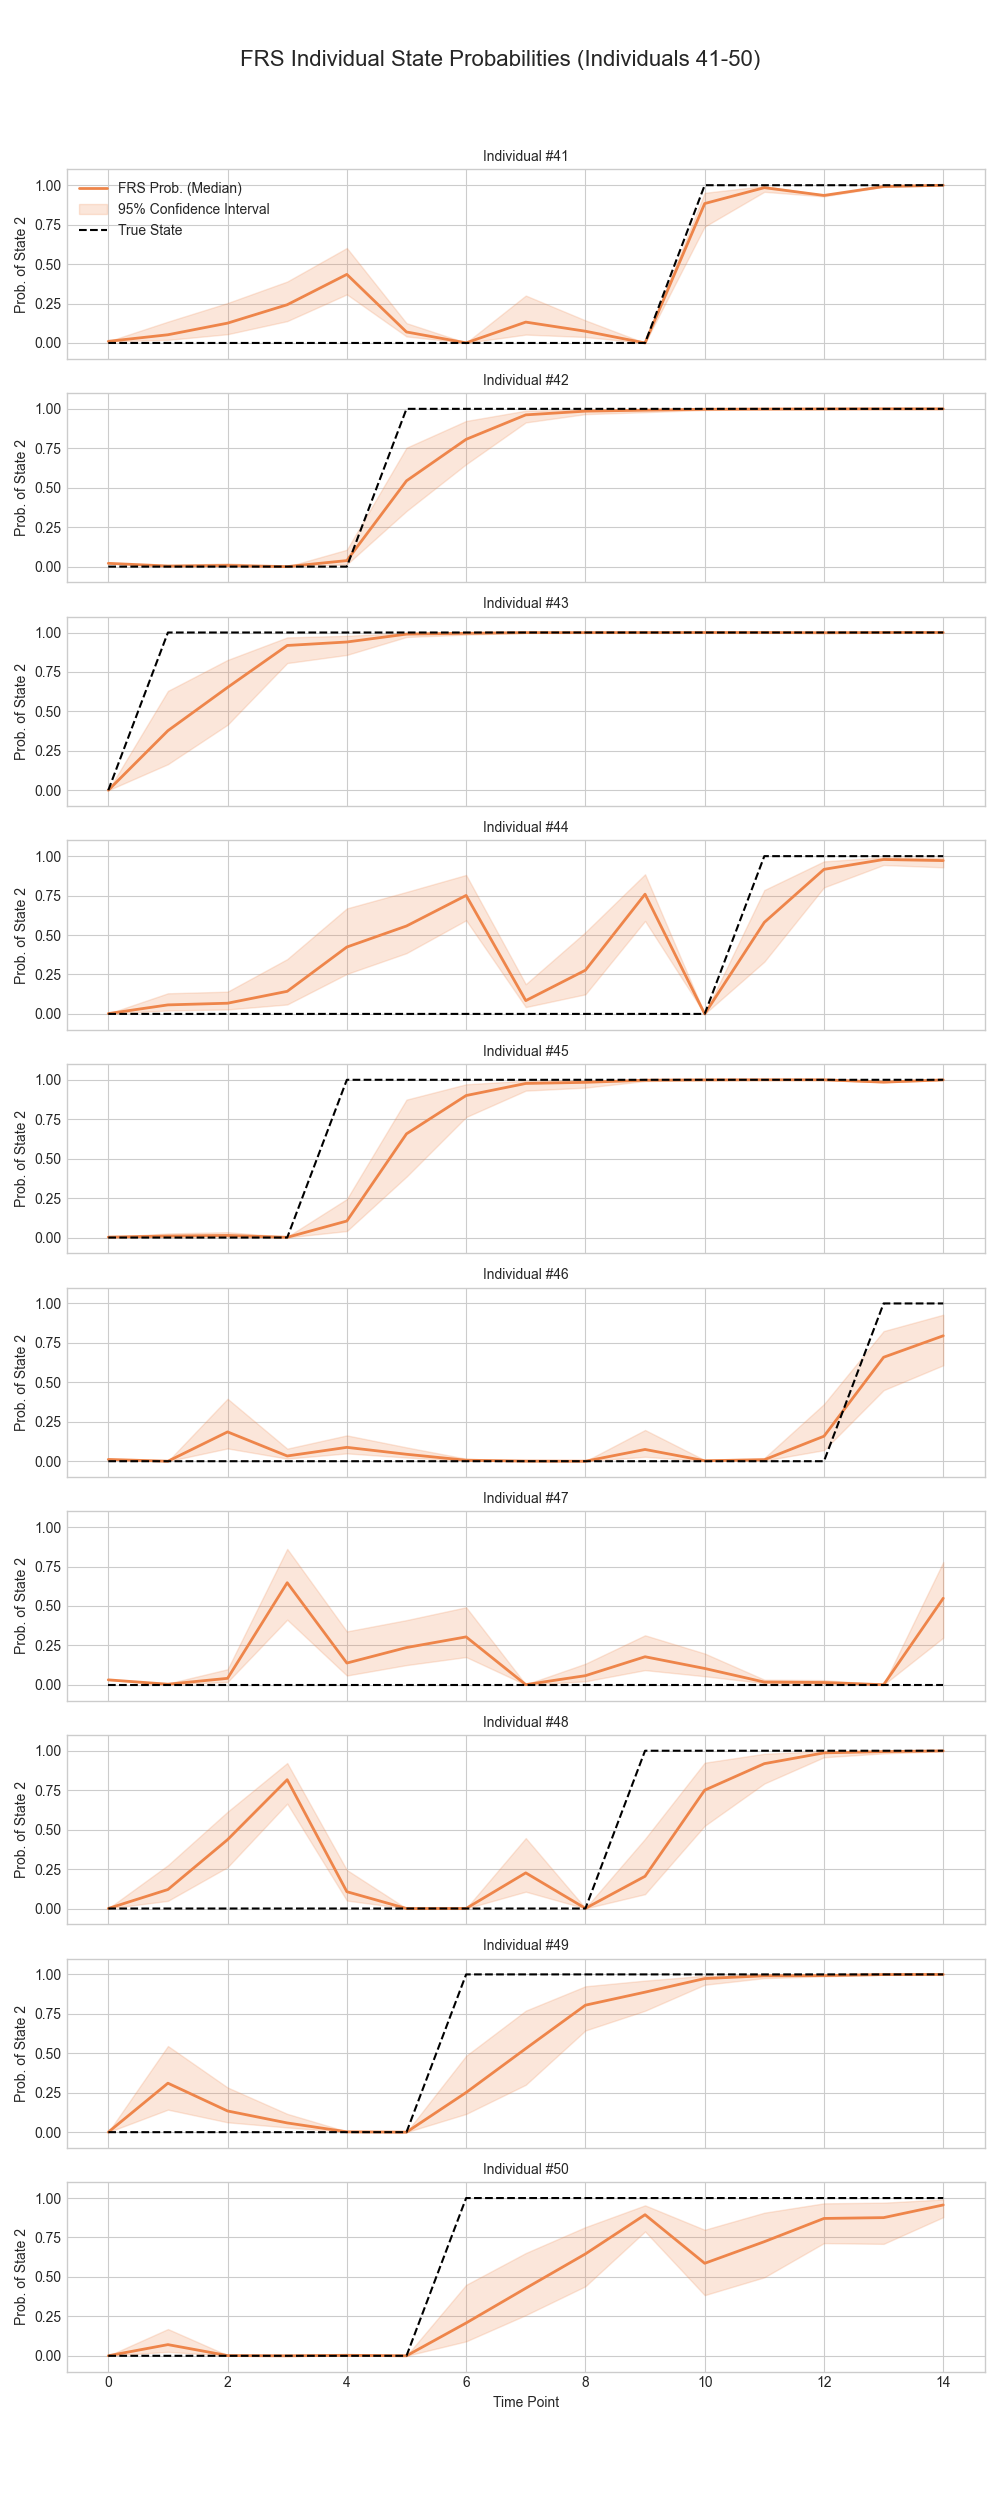 FRS Individual State Probabilities (Individuals 41-50)
Individual #41
1.00
0.75
0.50
0.25
0.00
Prob. of State 2
FRS Prob. (Median)
95% Confidence Interval
True State
Individual #42
1.00
0.75
0.50
0.25
0.00
Prob. of State 2
Individual #43
1.00
0.75
0.50
0.25
0.00
Prob. of State 2
Individual #44
1.00
0.75
0.50
0.25
0.00
Prob. of State 2
Individual #45
1.00
0.75
0.50
0.25
0.00
Prob. of State 2
Individual #46
1.00
0.75
0.50
0.25
0.00
Prob. of State 2
Individual #47
1.00
0.75
0.50
0.25
0.00
Prob. of State 2
Individual #48
1.00
0.75
0.50
0.25
0.00
Prob. of State 2
Individual #49
1.00
0.75
0.50
0.25
0.00
Prob. of State 2
Individual #50
1.00
0.75
0.50
0.25
0.00
Prob. of State 2
0 2 4 6 8 10 12 14
Time Point